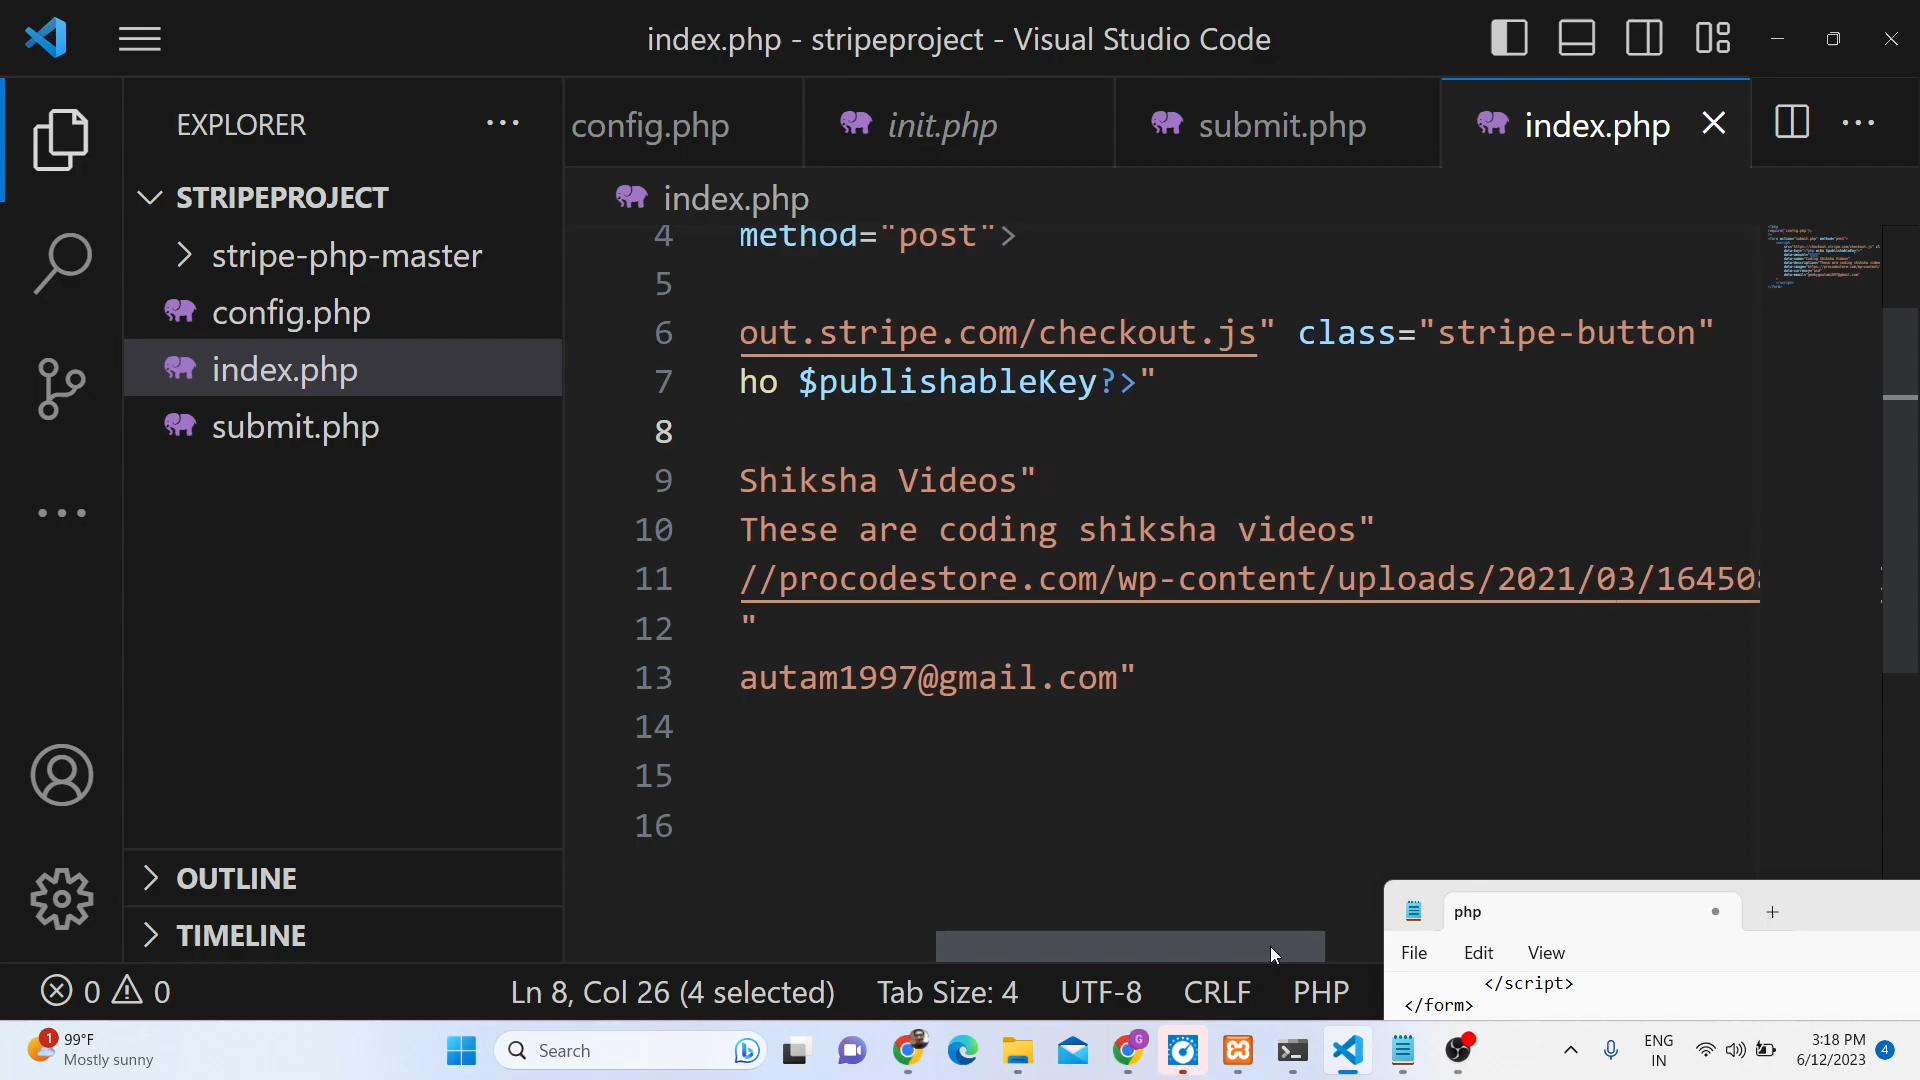 index.php - stripeproject - Visual Studio Code
EXPLORER
config.php
init.php
submit.php
index.php
STRIPEPROJECT
stripe-php-master
config.php
index.php
submit.php
OUTLINE
TIMELINE
index.php
4 method="post">
5
6 out.stripe.com/checkout.js" class="stripe-button"
7 ho $publishableKey?>"
8
9 Shiksha Videos"
10 These are coding shiksha videos"
11 //procodestore.com/wp-content/uploads/2021/03/16450
12 "
13 autam1997@gmail.com"
14
15
16
php
File Edit View
</script>
</form>
0 0
Ln 8, Col 26 (4 selected) Tab Size: 4 UTF-8 CRLF PHP
1
99°F
Mostly sunny
Search
G
ENG
IN
3:18 PM
6/12/2023
4